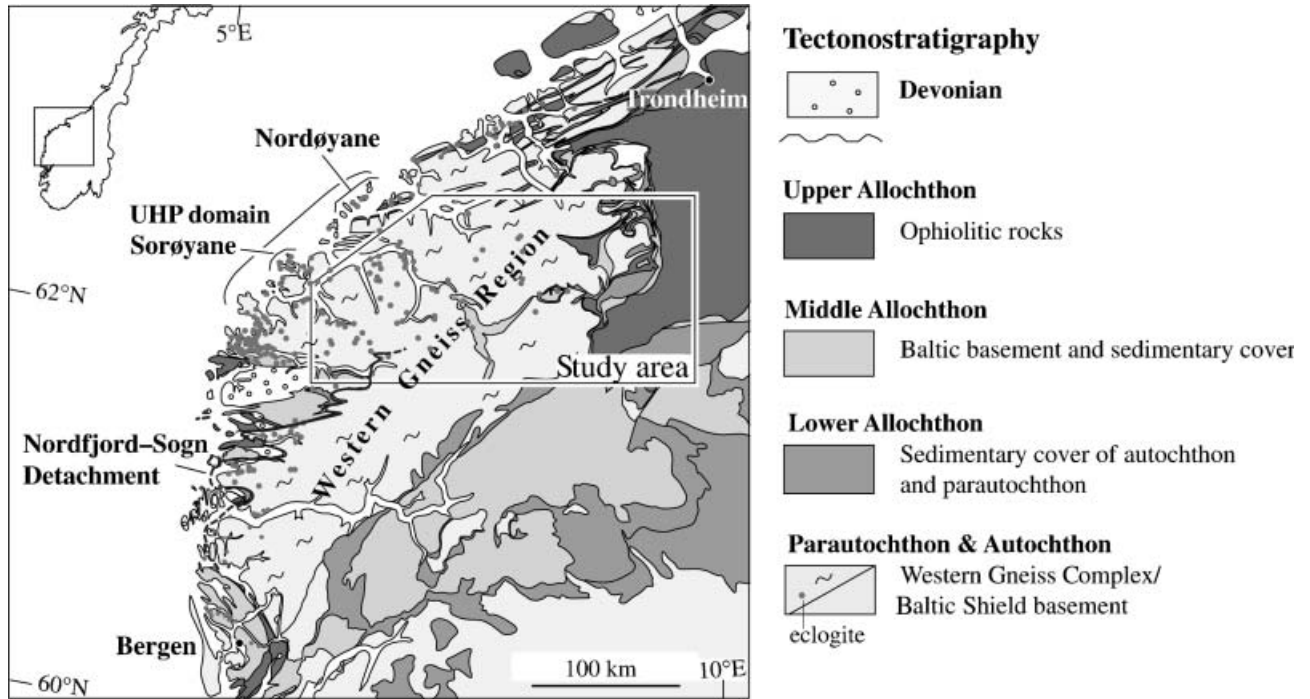 5°E
Trondheim
Nordøyane
UHP domain
Sorøyane
62°N
Western Gneiss Region
Study area
Nordfjord–Sogn
Detachment
Bergen
60°N
100 km
10°E
Tectonostratigraphy
Devonian
Upper Allochthon
Ophiolitic rocks
Middle Allochthon
Baltic basement and sedimentary cover
Lower Allochthon
Sedimentary cover of autochthon
and parautochthon
Parautochthon & Autochthon
Western Gneiss Complex/
Baltic Shield basement
eclogite